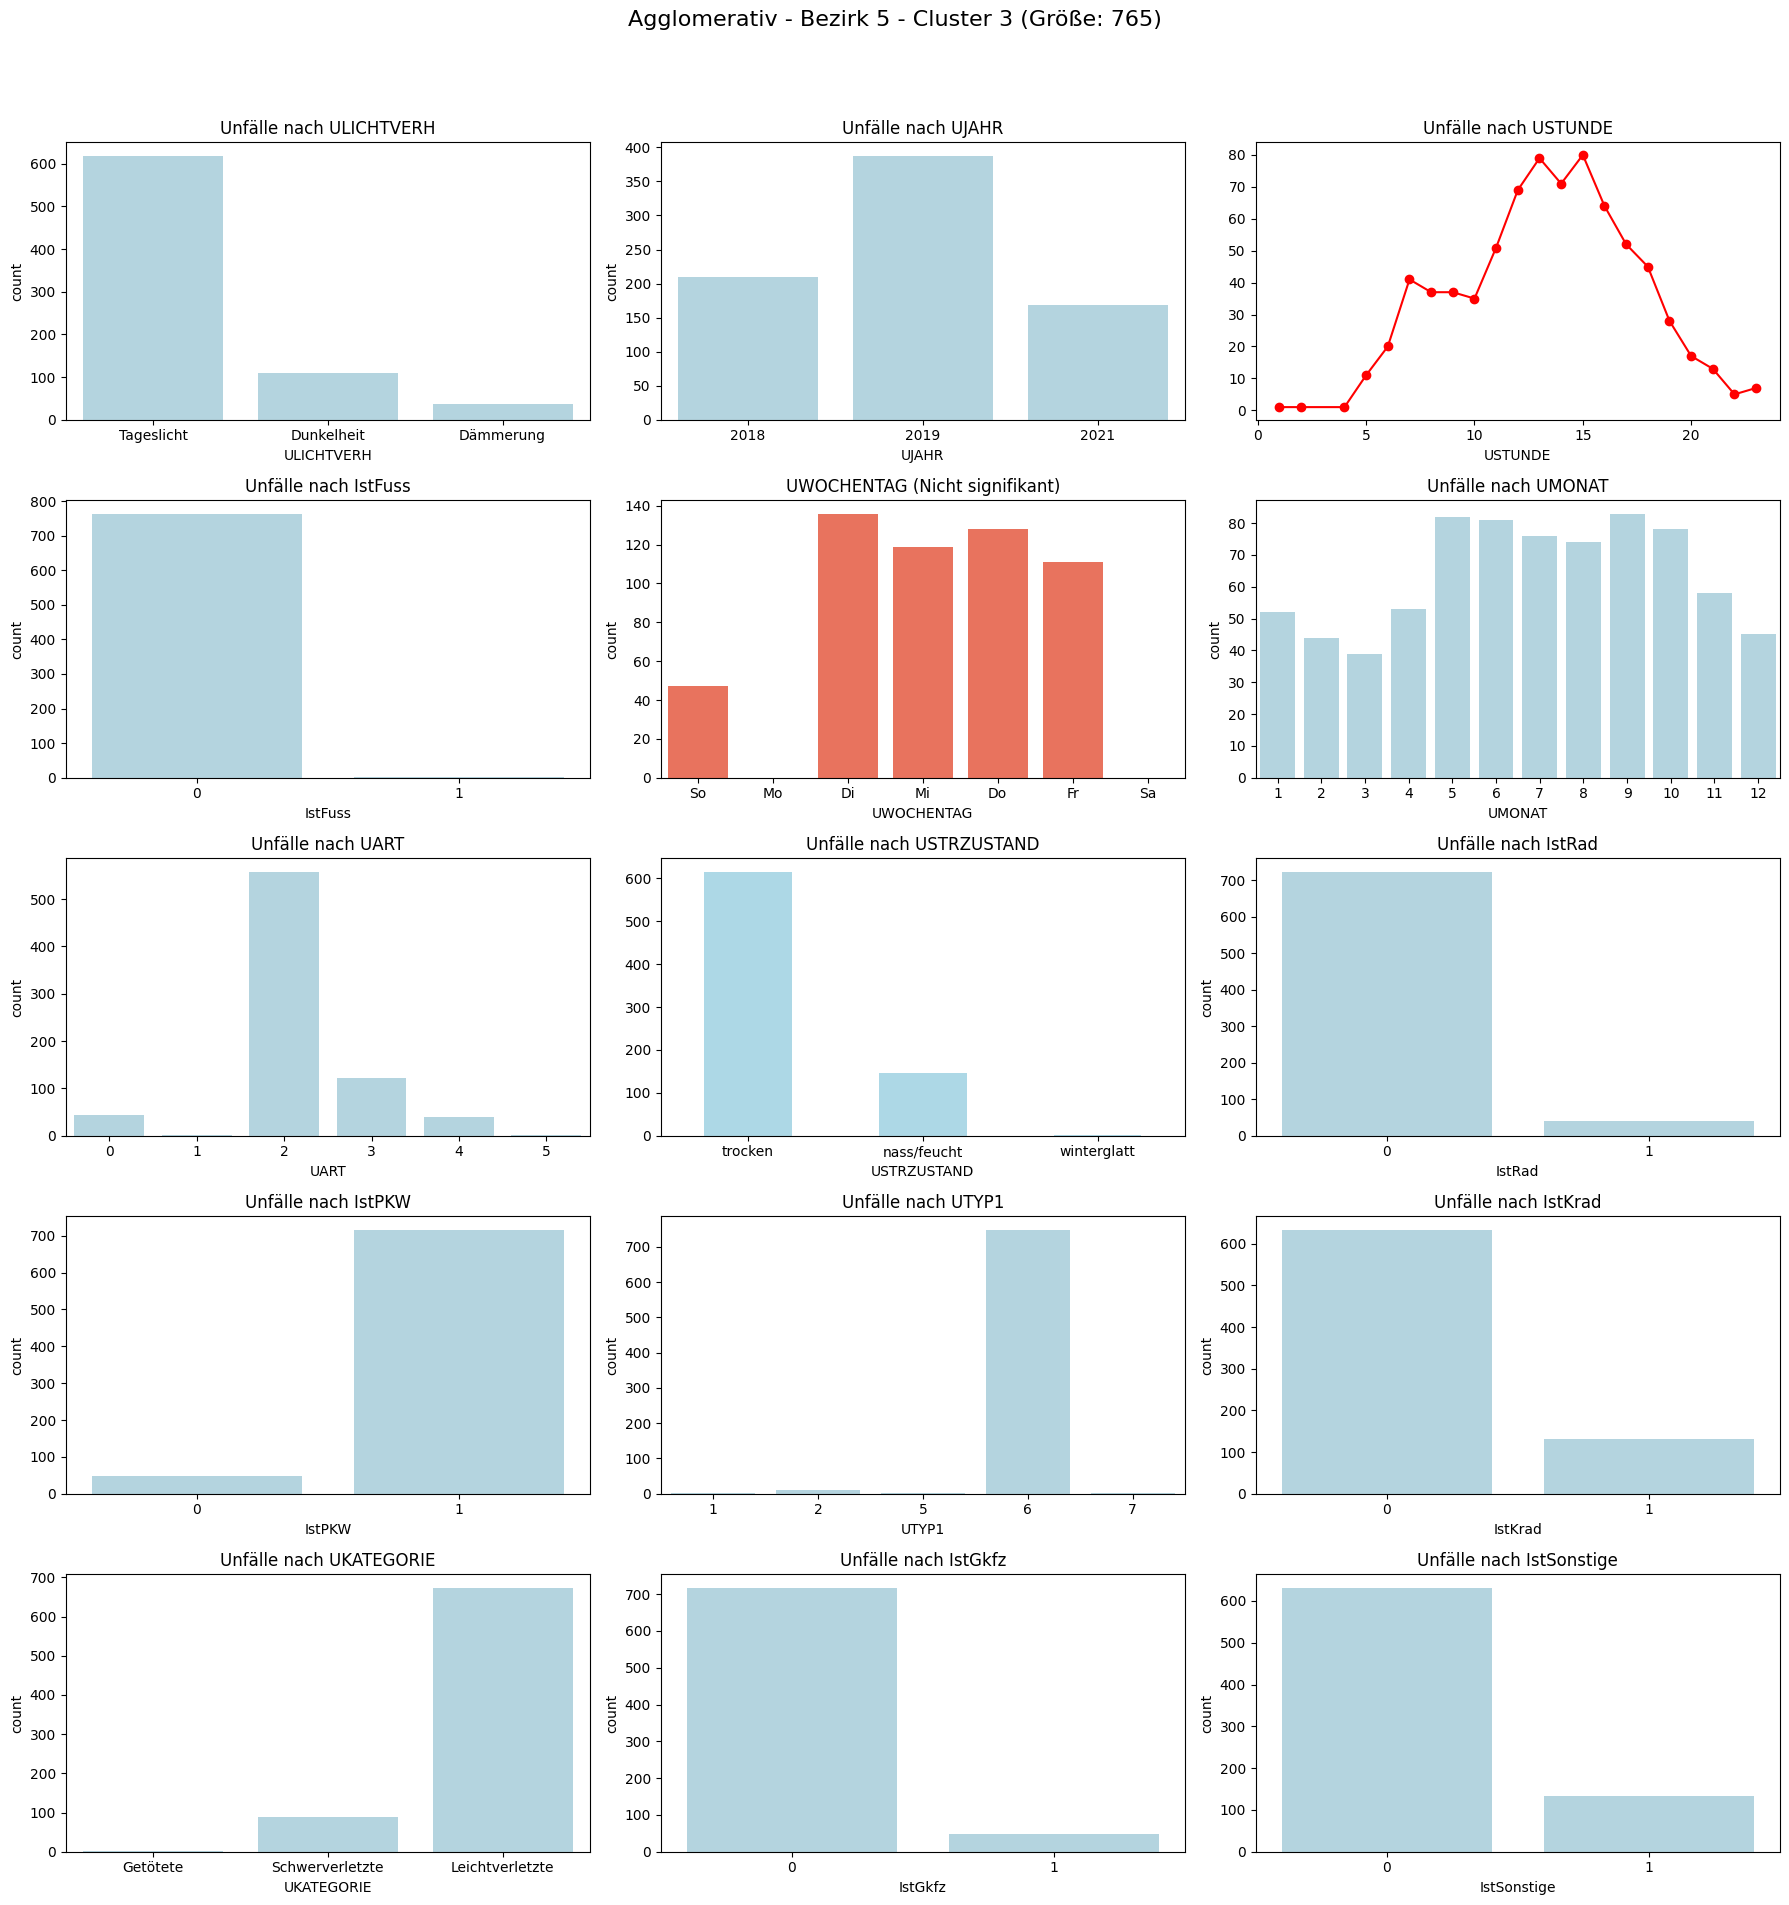 Agglomerativ - Bezirk 5 - Cluster 3 (Größe: 765)
Unfälle nach ULICHTVERH
count
600
500
400
300
200
100
0
Tageslicht Dunkelheit Dämmerung
ULICHTVERH
Unfälle nach UJAHR
count
400
350
300
250
200
150
100
50
0
2018 2019 2021
UJAHR
Unfälle nach USTUNDE
80
70
60
50
40
30
20
10
0
0 5 10 15 20
USTUNDE
Unfälle nach IstFuss
count
800
700
600
500
400
300
200
100
0
0 1
IstFuss
UWOCHENTAG (Nicht signifikant)
count
140
120
100
80
60
40
20
0
So Mo Di Mi Do Fr Sa
UWOCHENTAG
Unfälle nach UMONAT
count
80
70
60
50
40
30
20
10
0
1 2 3 4 5 6 7 8 9 10 11 12
UMONAT
Unfälle nach UART
count
500
400
300
200
100
0
0 1 2 3 4 5
UART
Unfälle nach USTRZUSTAND
600
500
400
300
200
100
0
trocken nass/feucht winterglatt
USTRZUSTAND
Unfälle nach IstRad
count
700
600
500
400
300
200
100
0
0 1
IstRad
Unfälle nach IstPKW
count
700
600
500
400
300
200
100
0
0 1
IstPKW
Unfälle nach UTYP1
count
700
600
500
400
300
200
100
0
1 2 5 6 7
UTYP1
Unfälle nach IstKrad
count
600
500
400
300
200
100
0
0 1
IstKrad
Unfälle nach UKATEGORIE
count
700
600
500
400
300
200
100
0
Getötete Schwerverletzte Leichtverletzte
UKATEGORIE
Unfälle nach IstGkfz
count
700
600
500
400
300
200
100
0
0 1
IstGkfz
Unfälle nach IstSonstige
count
600
500
400
300
200
100
0
0 1
IstSonstige